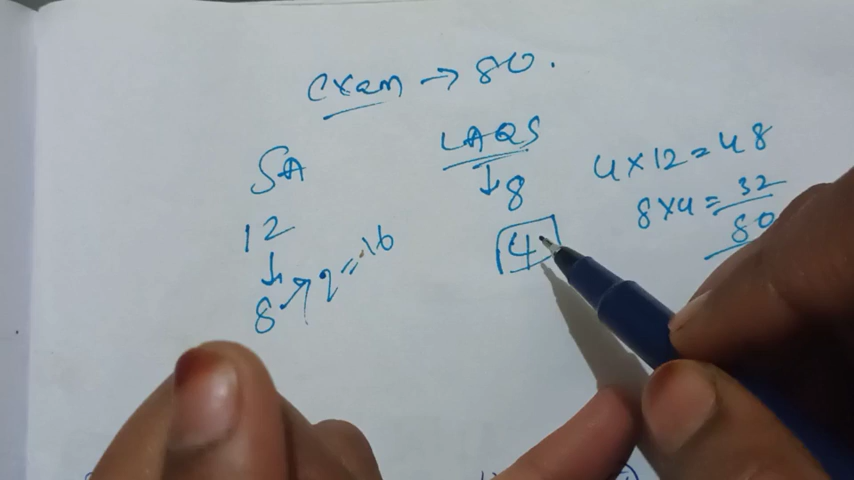 exam → 80.
SA
12
↓
8 → 2 = 16
LAQS
↓ 8
4
4 × 12 = 48
8 × 4 = 32
80